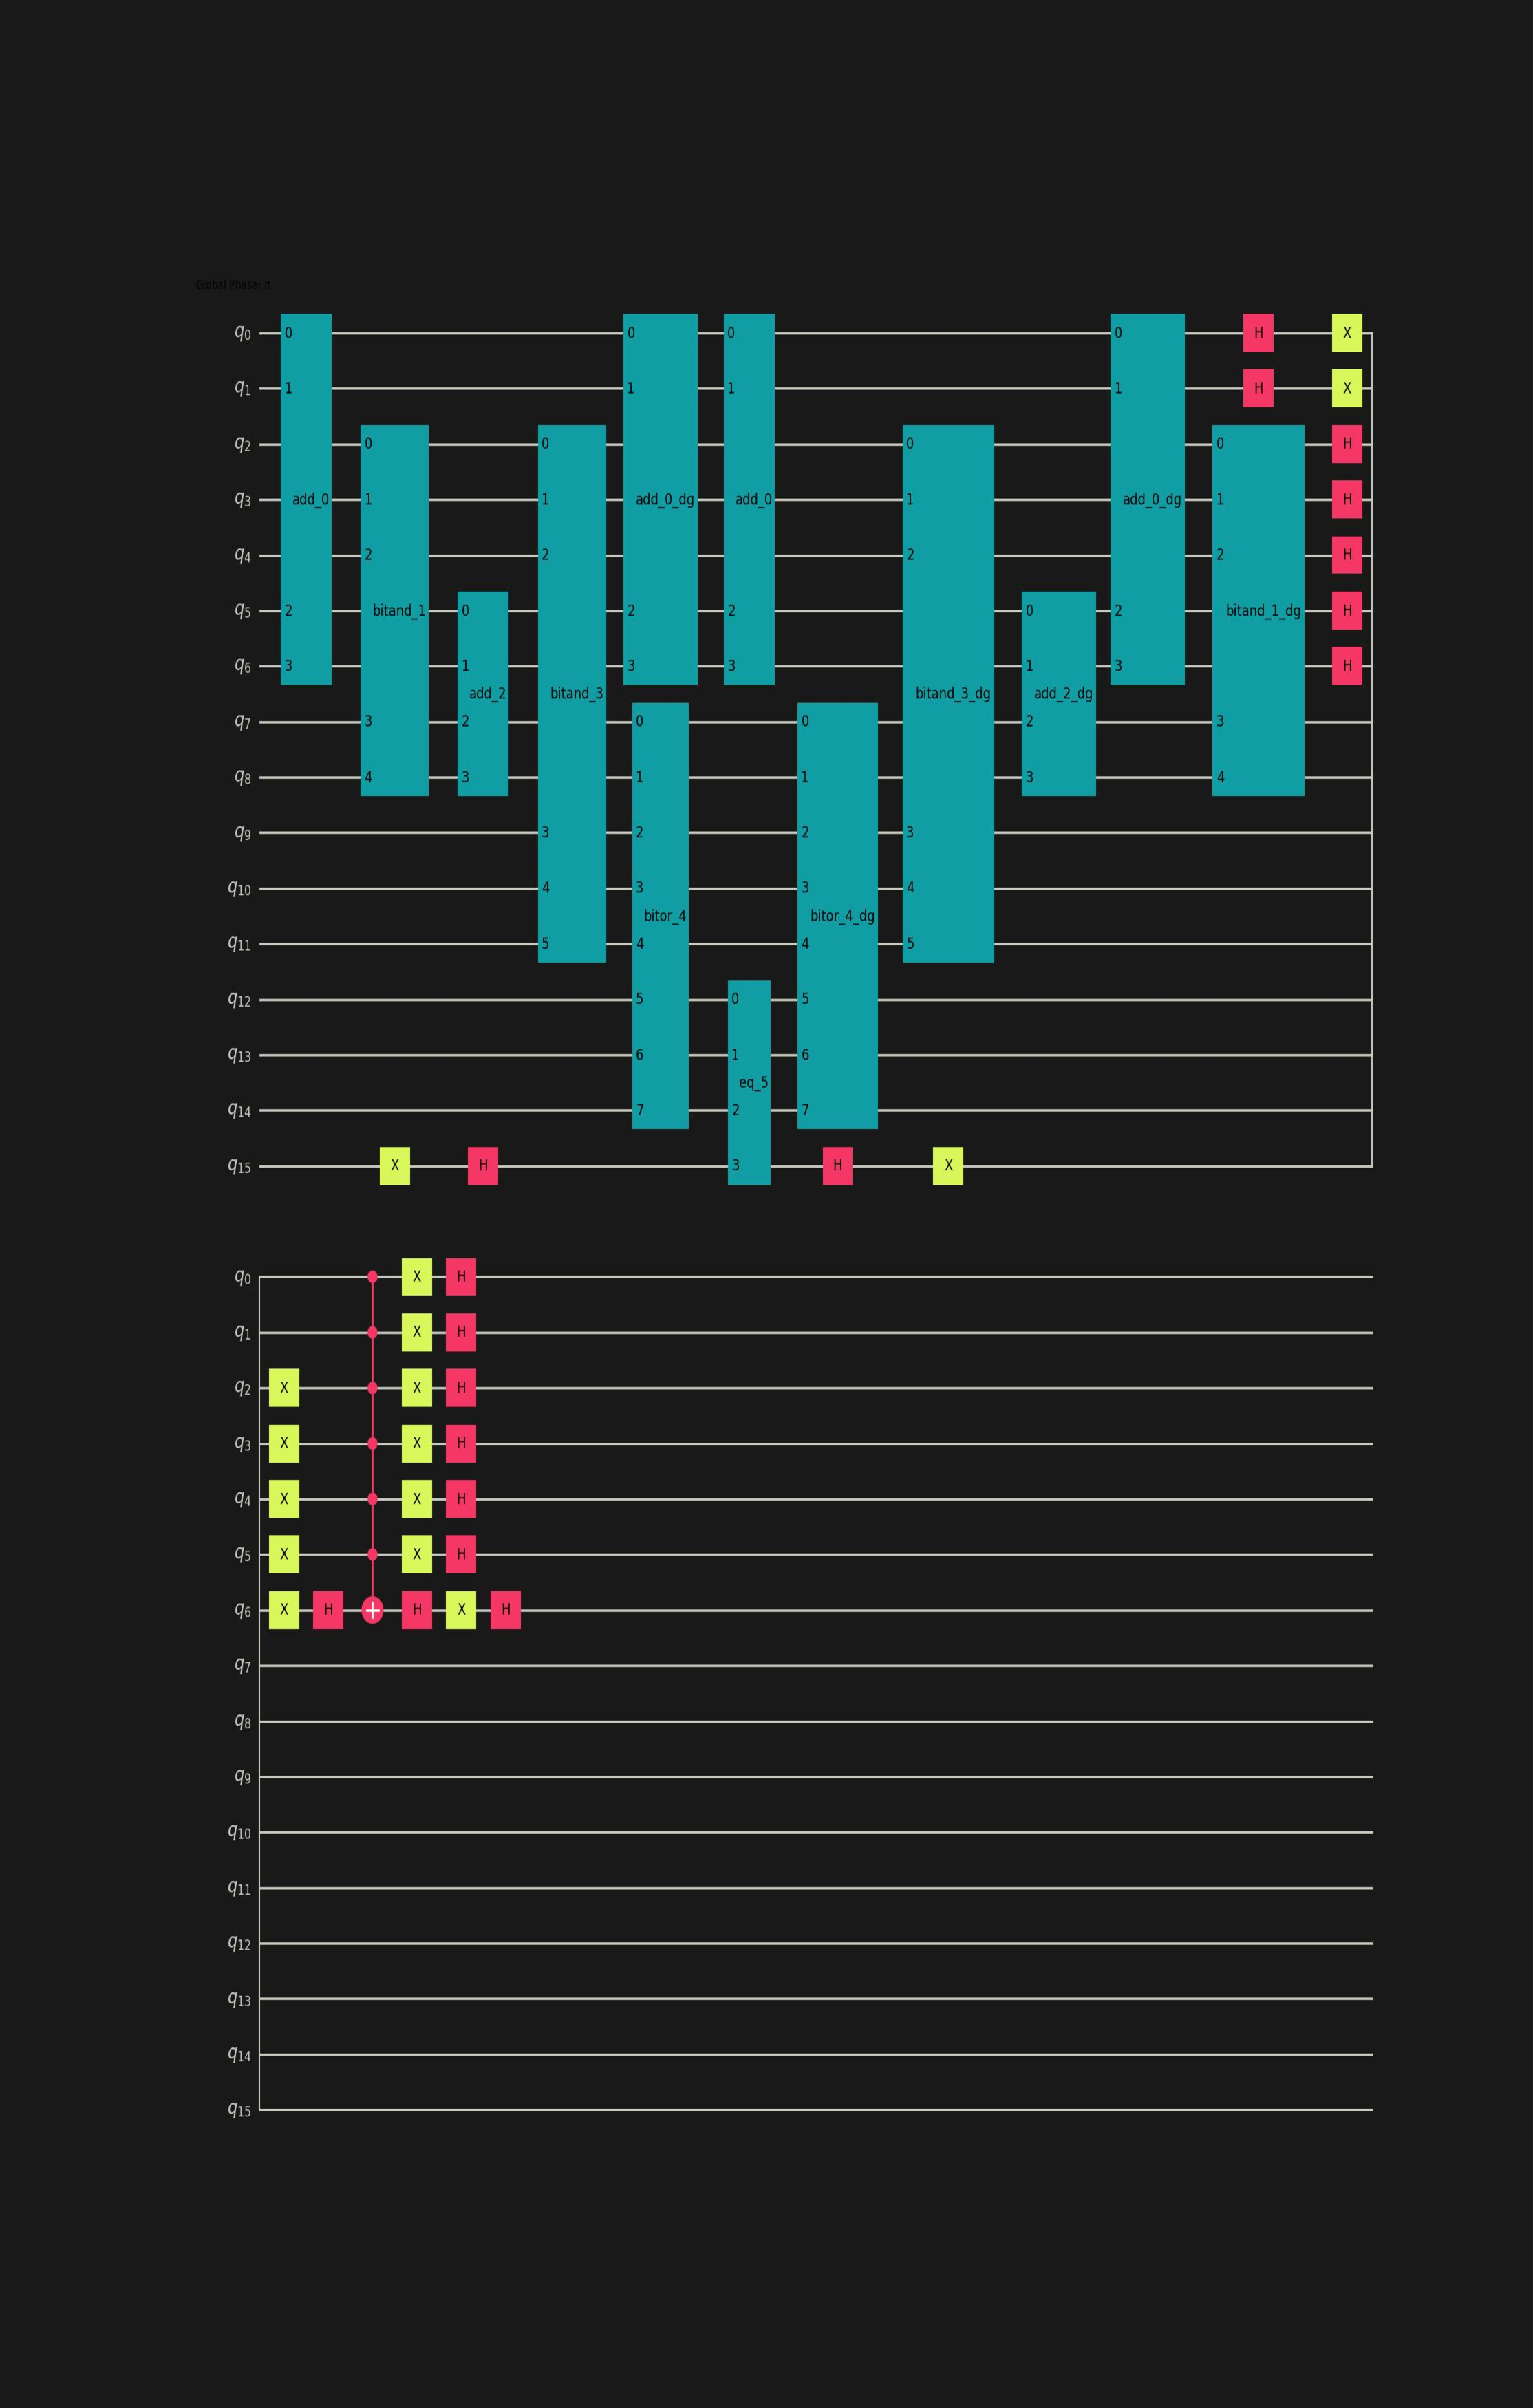 Global Phase: π
q0 0 0 0 0 H X
q1 1 1 1 1 H X
q2 0 0 0 0 H
q3 add_0 1 1 add_0_dg add_0 1 add_0_dg 1 H
q4 2 2 2 2 H
q5 2 bitand_1 0 2 2 0 2 bitand_1_dg H
q6 3 1 3 3 1 3 H
add_2 bitand_3 bitand_3_dg add_2_dg
q7 3 2 0 0 2 3
q8 4 3 1 1 3 4
q9 3 2 2 3
q10 4 3 3 4
bitor_4 bitor_4_dg
q11 5 4 4 5
q12 5 0 5
q13 6 1 6
eq_5
q14 7 2 7
q15 X H 3 H X
q0 X H
q1 X H
q2 X X H
q3 X X H
q4 X X H
q5 X X H
q6 X H + H X H
q7
q8
q9
q10
q11
q12
q13
q14
q15